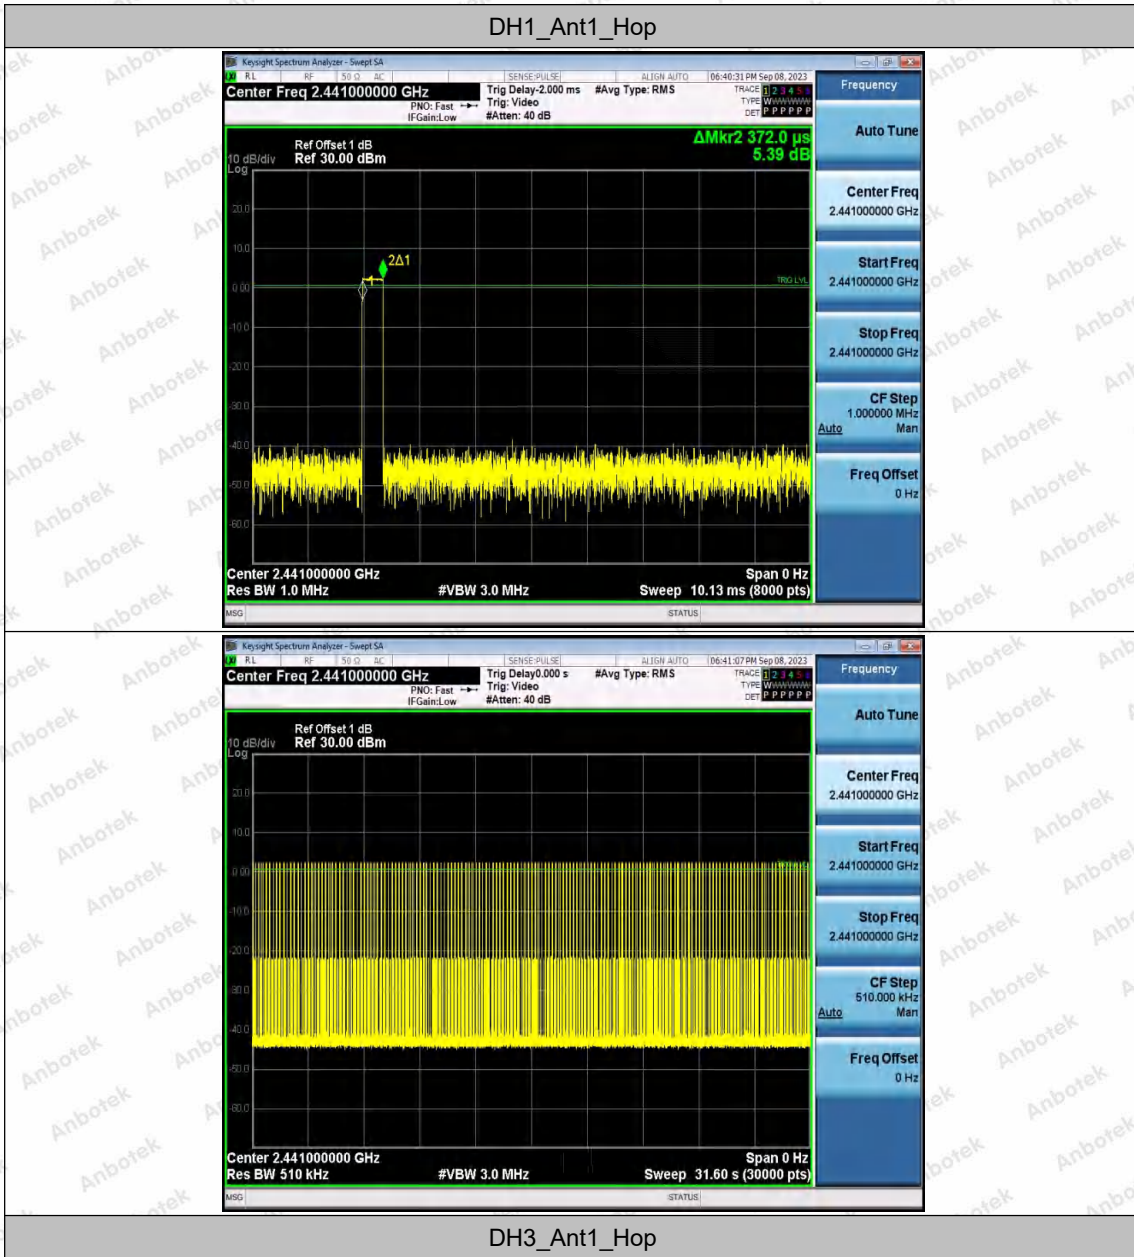 DH1_Ant1_Hop
Keysight Spectrum Analyzer - Swept SA
LXI RL RF 50 Ω AC SENSE:PULSE ALIGN AUTO 06:40:31 PM Sep 08, 2023
Center Freq 2.441000000 GHz
PNO: Fast
IFGain:Low
Trig Delay-2.000 ms
Trig: Video
#Atten: 40 dB
#Avg Type: RMS
TRACE 1 2 3 4 5 6
TYPE WWWWWW
DET P P P P P P
Frequency
Auto Tune
Center Freq
2.441000000 GHz
Start Freq
2.441000000 GHz
Stop Freq
2.441000000 GHz
CF Step
1.000000 MHz
Auto Man
Freq Offset
0 Hz
ΔMkr2 372.0 µs
5.39 dB
Ref Offset 1 dB
10 dB/div Ref 30.00 dBm
Log
20.0
10.0
0.00
-10.0
-20.0
-30.0
-40.0
-50.0
-60.0
2Δ1
TRIG LVL
Center 2.441000000 GHz Span 0 Hz
Res BW 1.0 MHz #VBW 3.0 MHz Sweep 10.13 ms (8000 pts)
MSG STATUS
Keysight Spectrum Analyzer - Swept SA
LXI RL RF 50 Ω AC SENSE:PULSE ALIGN AUTO 06:41:07 PM Sep 08, 2023
Center Freq 2.441000000 GHz
PNO: Fast
IFGain:Low
Trig Delay0.000 s
Trig: Video
#Atten: 40 dB
#Avg Type: RMS
TRACE 1 2 3 4 5 6
TYPE WWWWWW
DET P P P P P P
Frequency
Auto Tune
Center Freq
2.441000000 GHz
Start Freq
2.441000000 GHz
Stop Freq
2.441000000 GHz
CF Step
510.000 kHz
Auto Man
Freq Offset
0 Hz
Ref Offset 1 dB
10 dB/div Ref 30.00 dBm
Log
20.0
10.0
0.00
-10.0
-20.0
-30.0
-40.0
-50.0
-60.0
Center 2.441000000 GHz Span 0 Hz
Res BW 510 kHz #VBW 3.0 MHz Sweep 31.60 s (30000 pts)
MSG STATUS
DH3_Ant1_Hop
Anbotek